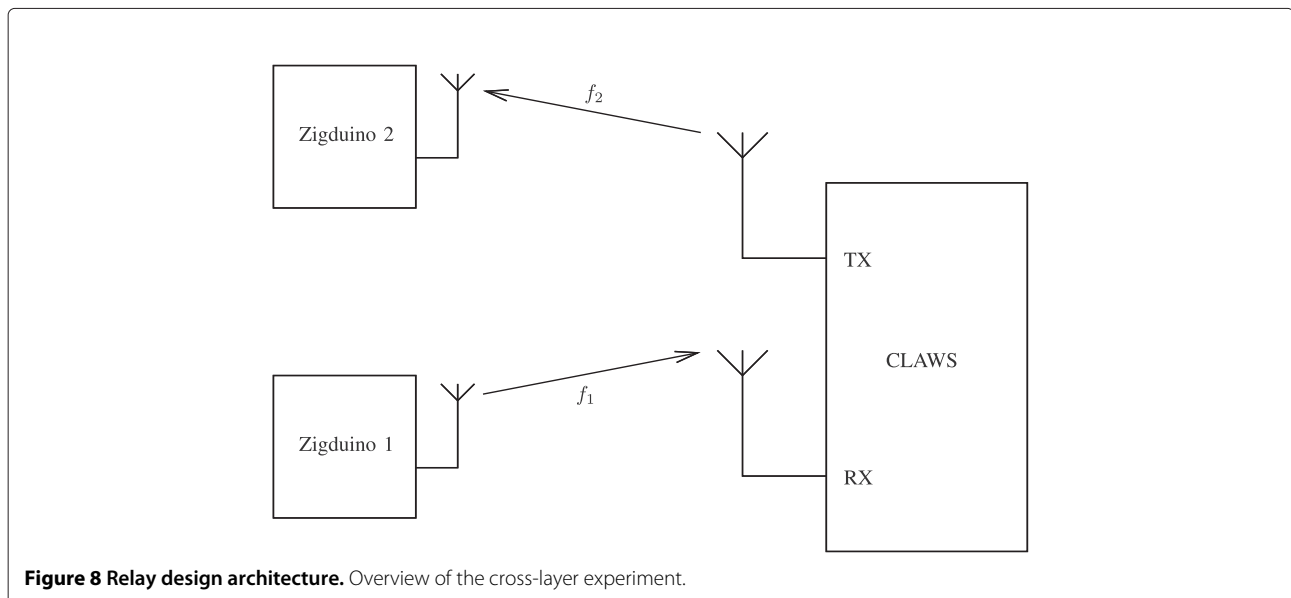 Zigduino 2
f₂
TX
CLAWS
Zigduino 1
f₁
RX
Figure 8 Relay design architecture. Overview of the cross-layer experiment.